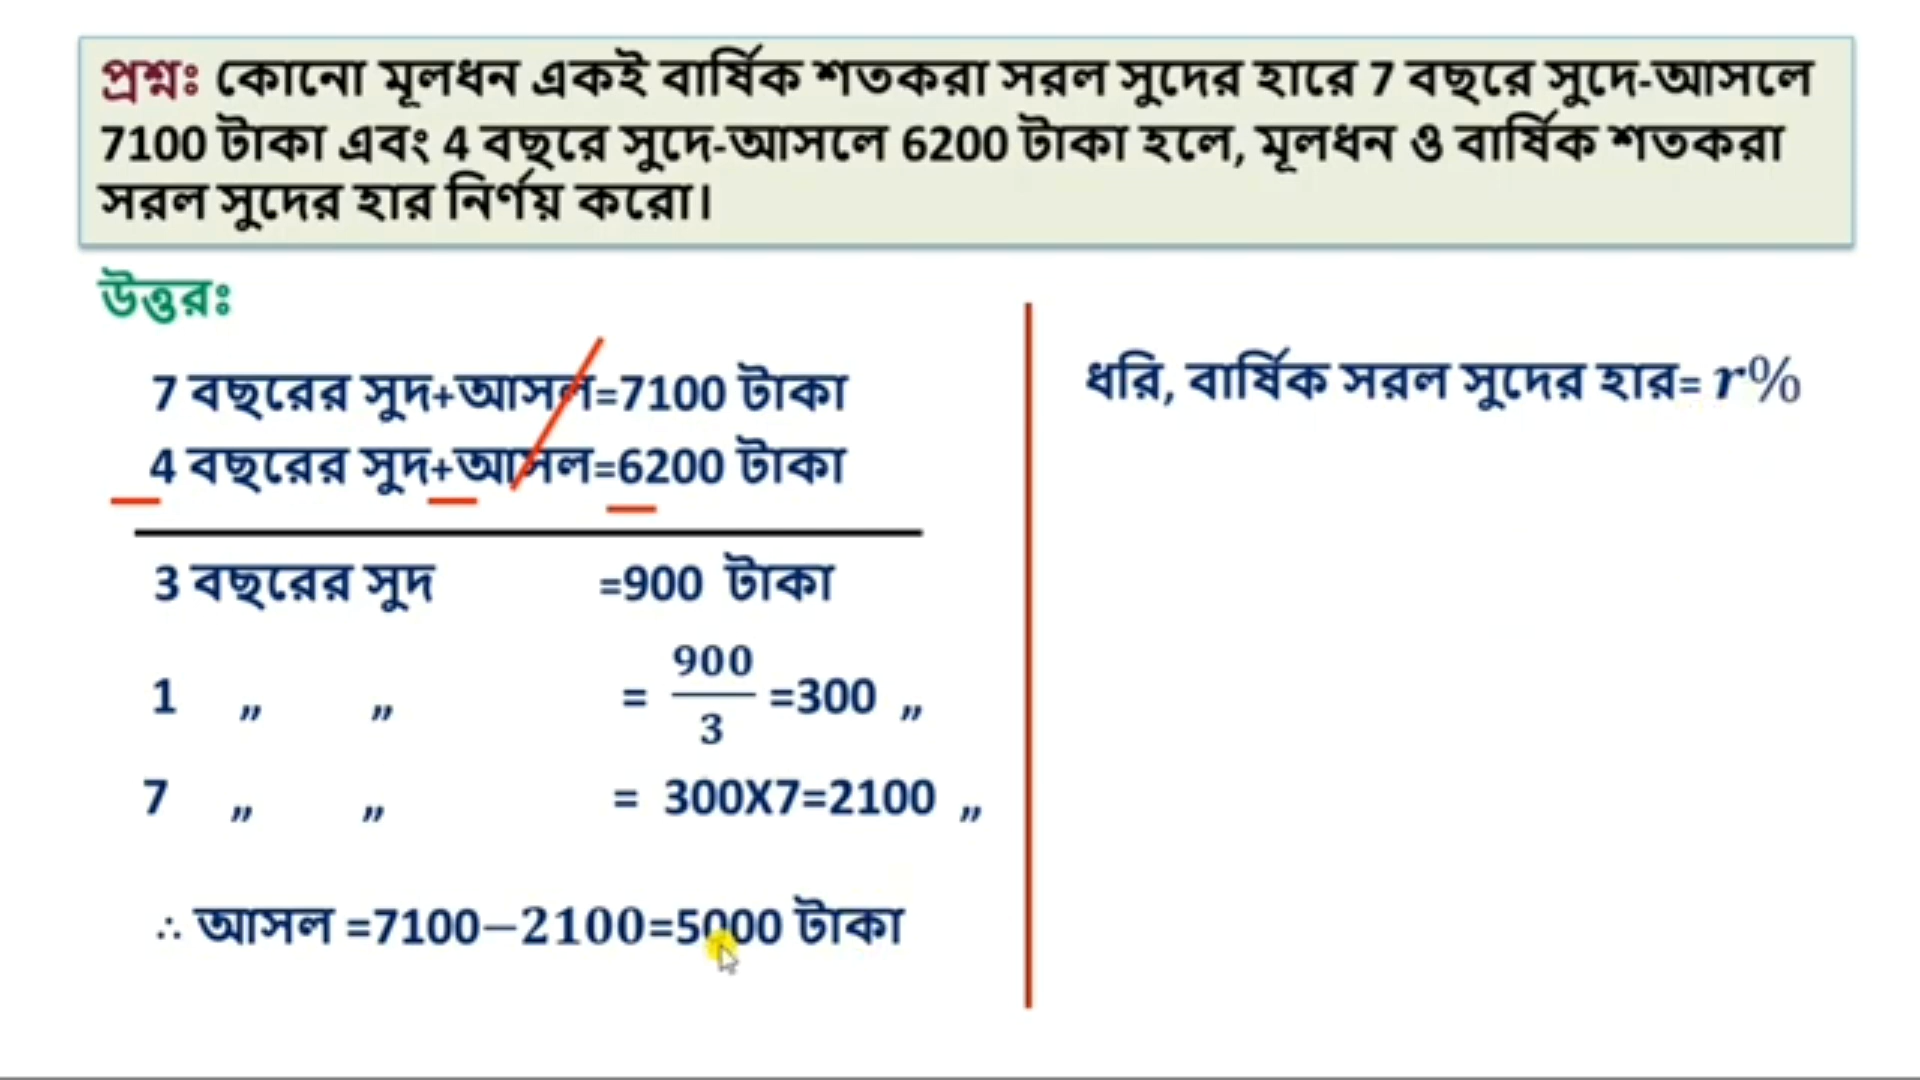 প্রশ্নঃ কোনো মূলধন একই বার্ষিক শতকরা সরল সুদের হারে 7 বছরে সুদে-আসলে
7100 টাকা এবং 4 বছরে সুদে-আসলে 6200 টাকা হলে, মূলধন ও বার্ষিক শতকরা
সরল সুদের হার নির্ণয় করো।
উত্তরঃ
7 বছরের সুদ+আসল=7100 টাকা
4 বছরের সুদ+আসল=6200 টাকা
3 বছরের সুদ =900 টাকা
1 „ „ = 900/3 =300 „
7 „ „ = 300X7=2100 „
∴ আসল =7100−2100=5000 টাকা
ধরি, বার্ষিক সরল সুদের হার= r%